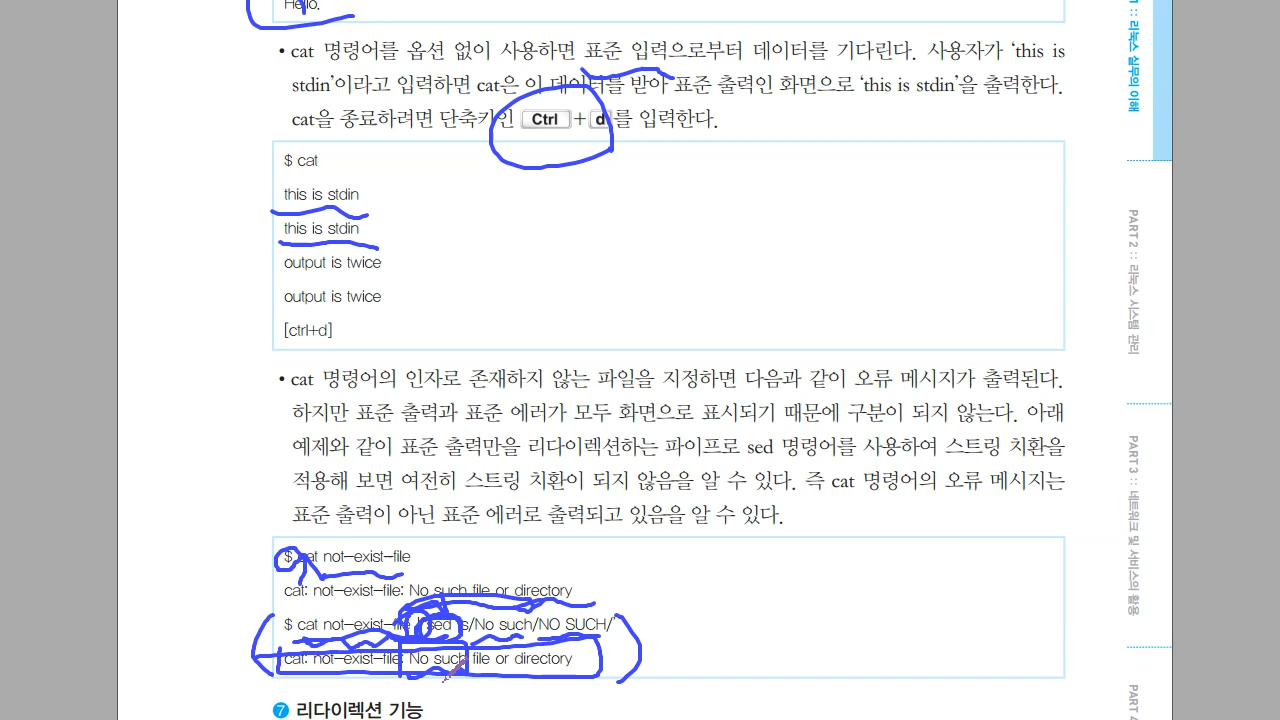 Hello.
• cat 명령어를 옵션 없이 사용하면 표준 입력으로부터 데이터를 기다린다. 사용자가 ‘this is
stdin’이라고 입력하면 cat은 이 데이터를 받아 표준 출력인 화면으로 ‘this is stdin’을 출력한다.
cat을 종료하려면 단축키인 Ctrl + d 를 입력한다.
$ cat
this is stdin
this is stdin
output is twice
output is twice
[ctrl+d]
• cat 명령어의 인자로 존재하지 않는 파일을 지정하면 다음과 같이 오류 메시지가 출력된다.
하지만 표준 출력과 표준 에러가 모두 화면으로 표시되기 때문에 구분이 되지 않는다. 아래
예제와 같이 표준 출력만을 리다이렉션하는 파이프로 sed 명령어를 사용하여 스트링 치환을
적용해 보면 여전히 스트링 치환이 되지 않음을 알 수 있다. 즉 cat 명령어의 오류 메시지는
표준 출력이 아닌 표준 에러로 출력되고 있음을 알 수 있다.
$ cat not-exist-file
cat: not-exist-file: No such file or directory
$ cat not-exist-file s/No such/NO SUCH/
cat: not-exist-file: No such file or directory
7 리다이렉션 기능
1 :: 리눅스 실무의 이해
PART 2 :: 리눅스 시스템 관리
PART 3 :: 네트워크 및 서비스의 활용
PART